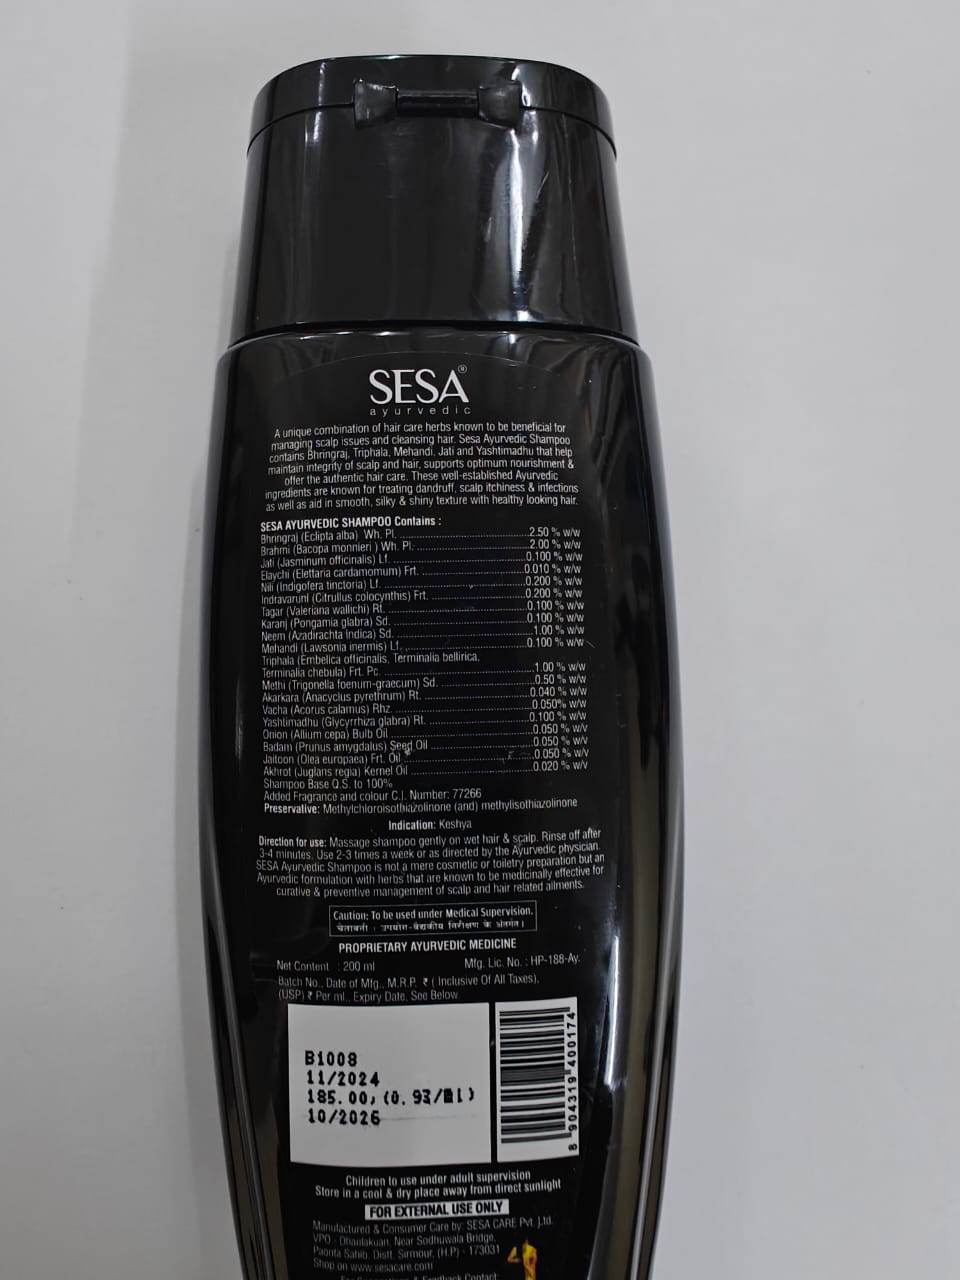 SESA®
ayurvedic
A unique combination of hair care herbs known to be beneficial for
managing scalp issues and cleansing hair. Sesa Ayurvedic Shampoo
contains Bhringraj, Triphala, Mehandi, Jati and Yashtimadhu that help
maintain integrity of scalp and hair, supports optimum nourishment &
offer the authentic hair care. These well-established Ayurvedic
ingredients are known for treating dandruff, scalp itchiness & infections
as well as aid in smooth, silky & shiny texture with healthy looking hair.
SESA AYURVEDIC SHAMPOO Contains :
Bhringraj (Eclipta alba) Wh. Pl. 2.50 % w/w
Brahmi (Bacopa monnieri ) Wh. Pl. 2.00 % w/w
Jati (Jasminum officinalis) Lf. 0.100 % w/w
Elaychi (Elettaria cardamomum) Frt. 0.010 % w/w
Nili (Indigofera tinctoria) Lf. 0.200 % w/w
Indravaruni (Citrullus colocynthis) Frt. 0.200 % w/w
Tagar (Valeriana wallichi) Rt. 0.100 % w/w
Karanj (Pongamia glabra) Sd. 0.100 % w/w
Neem (Azadirachta indica) Sd. 1.00 % w/w
Mehandi (Lawsonia inermis) Lf. 0.100 % w/w
Triphala (Embelica officinalis, Terminalia bellirica,
Terminalia chebula) Frt. Pc. 1.00 % w/w
Methi (Trigonella foenum-graecum) Sd. 0.50 % w/w
Akarkara (Anacyclus pyrethrum) Rt. 0.040 % w/w
Vacha (Acorus calamus) Rhz. 0.050% w/w
Yashtimadhu (Glycyrrhiza glabra) Rt. 0.100 % w/w
Onion (Allium cepa) Bulb Oil 0.050 % w/v
Badam (Prunus amygdalus) Seed Oil 0.050 % w/v
Jaitoon (Olea europaea) Frt. Oil 0.050 % w/v
Akhrot (Juglans regia) Kernel Oil 0.020 % w/v
Shampoo Base Q.S. to 100%
Added Fragrance and colour C.I. Number: 77266
Preservative: Methylchloroisothiazolinone (and) methylisothiazolinone
Indication: Keshya
Direction for use: Massage shampoo gently on wet hair & scalp. Rinse off after
3-4 minutes. Use 2-3 times a week or as directed by the Ayurvedic physician.
SESA Ayurvedic Shampoo is not a mere cosmetic or toiletry preparation but an
Ayurvedic formulation with herbs that are known to be medicinally effective for
curative & preventive management of scalp and hair related ailments.
Caution: To be used under Medical Supervision.
चेतावनी : उपयोग-वैद्यकीय निरीक्षण के अंतर्गत।
PROPRIETARY AYURVEDIC MEDICINE
Net Content : 200 ml Mfg. Lic. No. : HP-188-Ay.
Batch No., Date of Mfg., M.R.P. ₹ ( Inclusive Of All Taxes),
(USP) ₹ Per ml., Expiry Date, See Below
B1008
11/2024
185.00, (0.93/ml)
10/2026
8 904319 400174
Children to use under adult supervision
Store in a cool & dry place away from direct sunlight
FOR EXTERNAL USE ONLY
Manufactured & Consumer Care by: SESA CARE Pvt. Ltd.
VPO - Dhaulakuan, Near Sodhuwala Bridge,
Paonta Sahib, Distt. Sirmour, (H.P) - 173031
Shop on www.sesacare.com
& Feedback Contact: